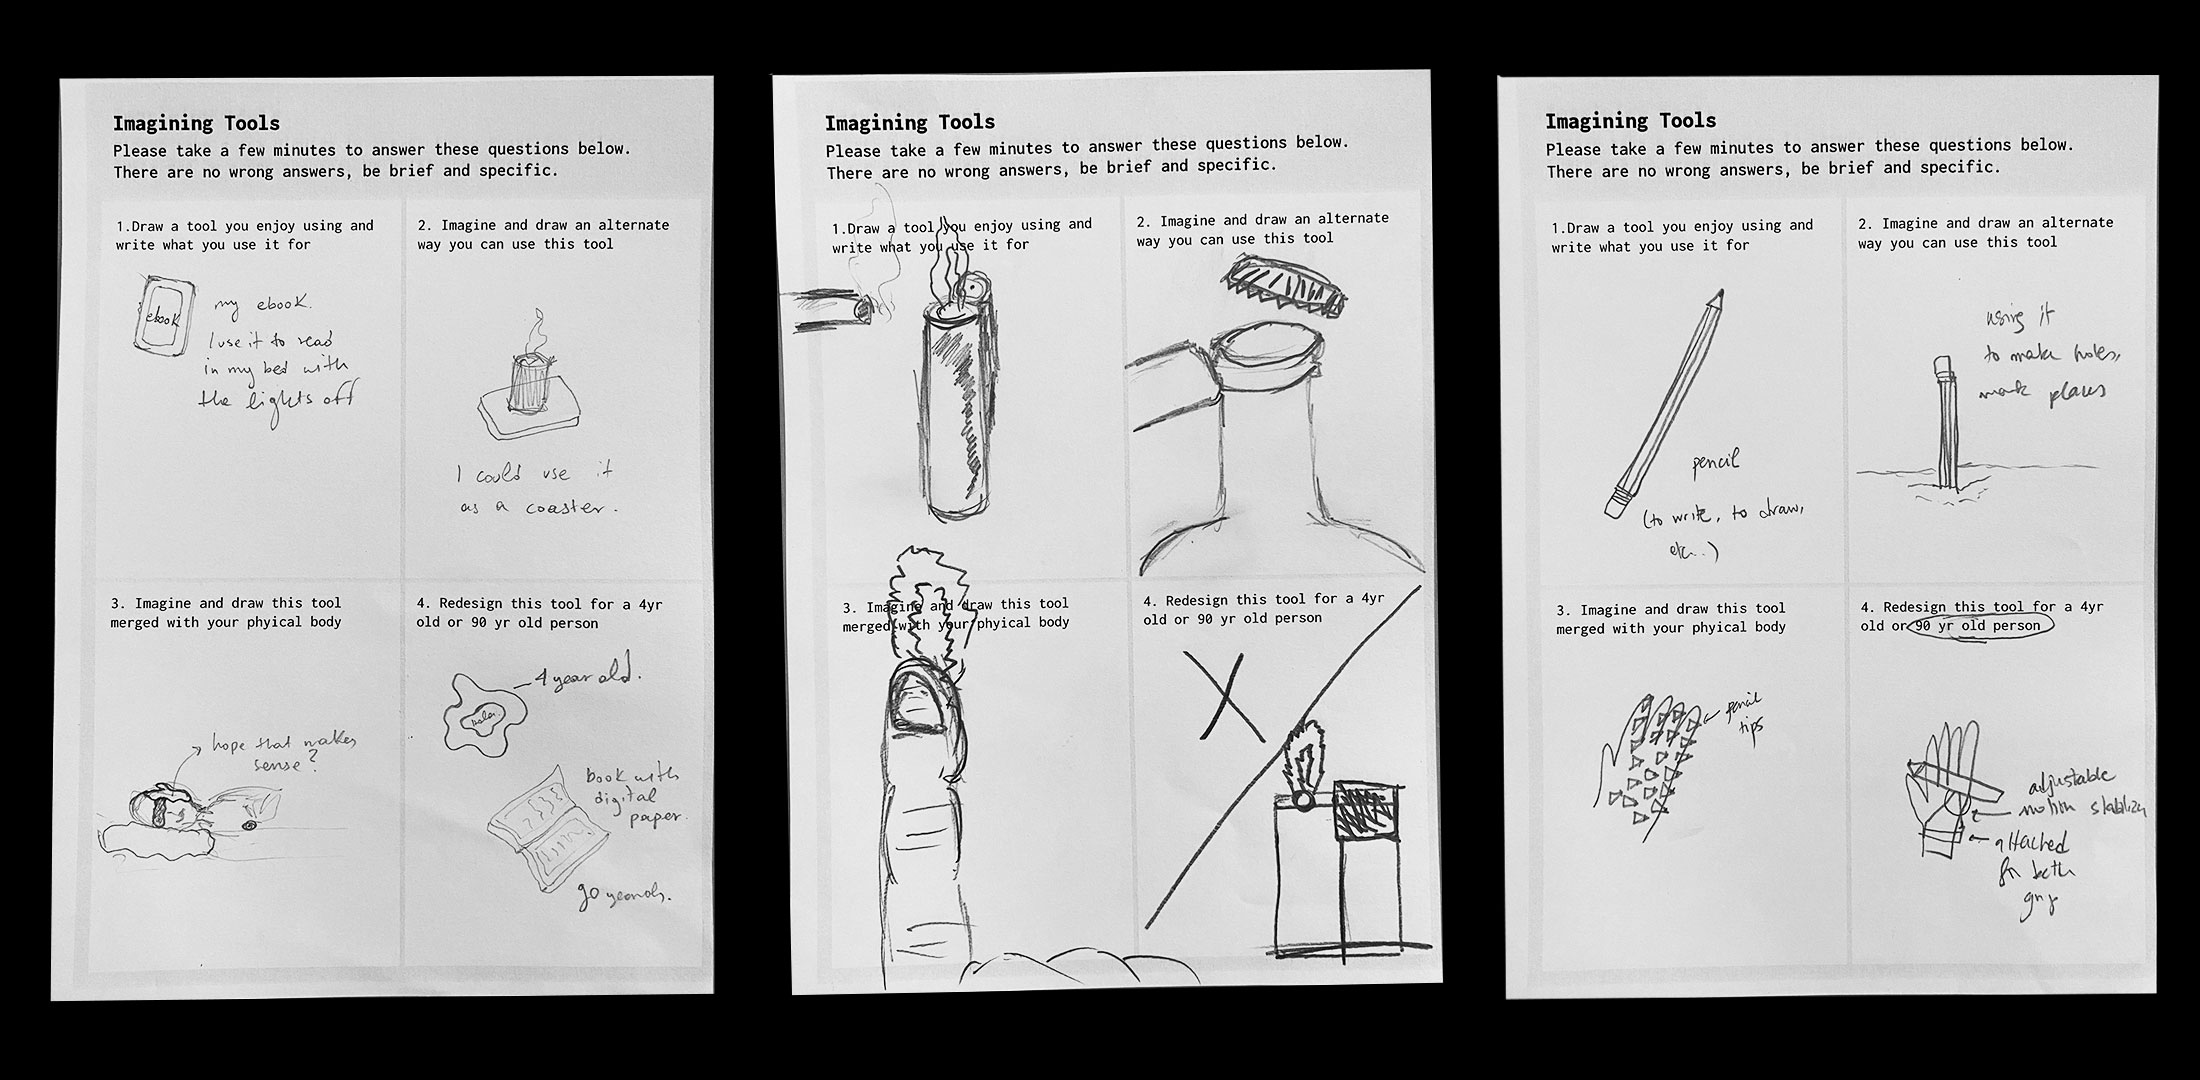 Imagining Tools
Please take a few minutes to answer these questions below.
There are no wrong answers, be brief and specific.
1.Draw a tool you enjoy using and
write what you use it for
ebook
my ebook.
I use it to read
in my bed with
the lights off
2. Imagine and draw an alternate
way you can use this tool
I could use it
as a coaster.
3. Imagine and draw this tool
merged with your phyical body
hope that makes
sense?
4. Redesign this tool for a 4yr
old or 90 yr old person
4 year old.
book with
digital
paper.
90
Imagining Tools
Please take a few minutes to answer these questions below.
There are no wrong answers, be brief and specific.
1.Draw a tool you enjoy using and
write what you use it for
2. Imagine and draw an alternate
way you can use this tool
3. Imagine and draw this tool
merged with your phyical body
4. Redesign this tool for a 4yr
old or 90 yr old person
X
Imagining Tools
Please take a few minutes to answer these questions below.
There are no wrong answers, be brief and specific.
1.Draw a tool you enjoy using and
write what you use it for
pencil
(to write, to draw,
etc..)
2. Imagine and draw an alternate
way you can use this tool
using it
to make holes,
mark places
3. Imagine and draw this tool
merged with your phyical body
pencil
tips
4. Redesign this tool for a 4yr
old or 90 yr old person
adjustable
motion
attached
for